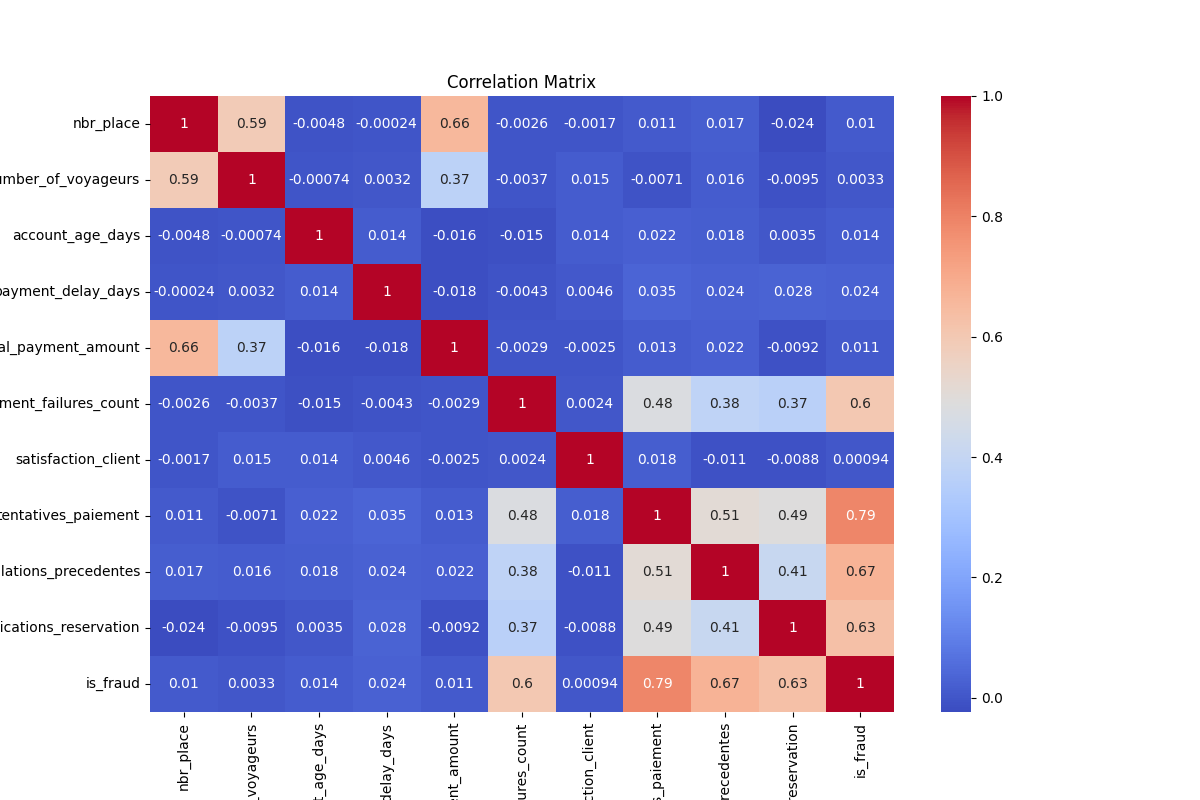 Correlation Matrix
nbr_place 1 0.59 -0.0048 -0.00024 0.66 -0.0026 -0.0017 0.011 0.017 -0.024 0.01
umber_of_voyageurs 0.59 1 -0.00074 0.0032 0.37 -0.0037 0.015 -0.0071 0.016 -0.0095 0.0033
account_age_days -0.0048 -0.00074 1 0.014 -0.016 -0.015 0.014 0.022 0.018 0.0035 0.014
payment_delay_days -0.00024 0.0032 0.014 1 -0.018 -0.0043 0.0046 0.035 0.024 0.028 0.024
al_payment_amount 0.66 0.37 -0.016 -0.018 1 -0.0029 -0.0025 0.013 0.022 -0.0092 0.011
ment_failures_count -0.0026 -0.0037 -0.015 -0.0043 -0.0029 1 0.0024 0.48 0.38 0.37 0.6
satisfaction_client -0.0017 0.015 0.014 0.0046 -0.0025 0.0024 1 0.018 -0.011 -0.0088 0.00094
tentatives_paiement 0.011 -0.0071 0.022 0.035 0.013 0.48 0.018 1 0.51 0.49 0.79
lations_precedentes 0.017 0.016 0.018 0.024 0.022 0.38 -0.011 0.51 1 0.41 0.67
ications_reservation -0.024 -0.0095 0.0035 0.028 -0.0092 0.37 -0.0088 0.49 0.41 1 0.63
is_fraud 0.01 0.0033 0.014 0.024 0.011 0.6 0.00094 0.79 0.67 0.63 1
nbr_place
_voyageurs
t_age_days
delay_days
ent_amount
ures_count
ction_client
s_paiement
recedentes
reservation
is_fraud
1.0
0.8
0.6
0.4
0.2
0.0